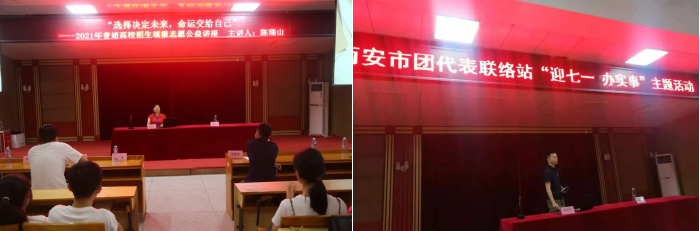 “选择决定未来，命运交给自己”
——2021年普通高校招生填报志愿公益讲座 主讲人：陈瑞山
西安市团代表联络站“迎七一 办实事”主题活动